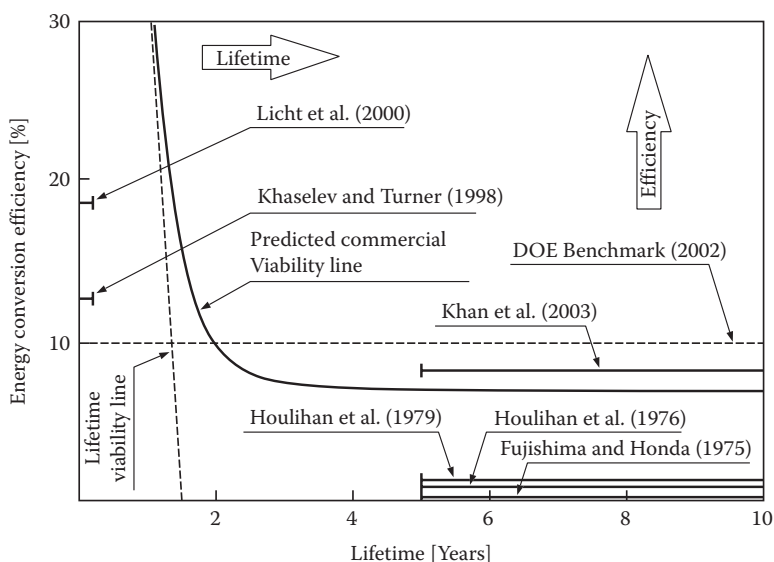 30
Lifetime
Efficiency
Licht et al. (2000)
20
Khaselev and Turner (1998)
Predicted commercial
Viability line
DOE Benchmark (2002)
Khan et al. (2003)
10
Energy conversion efficiency [%]
Lifetime
viability line
Houlihan et al. (1979)
Houlihan et al. (1976)
Fujishima and Honda (1975)
2 4 6 8 10
Lifetime [Years]